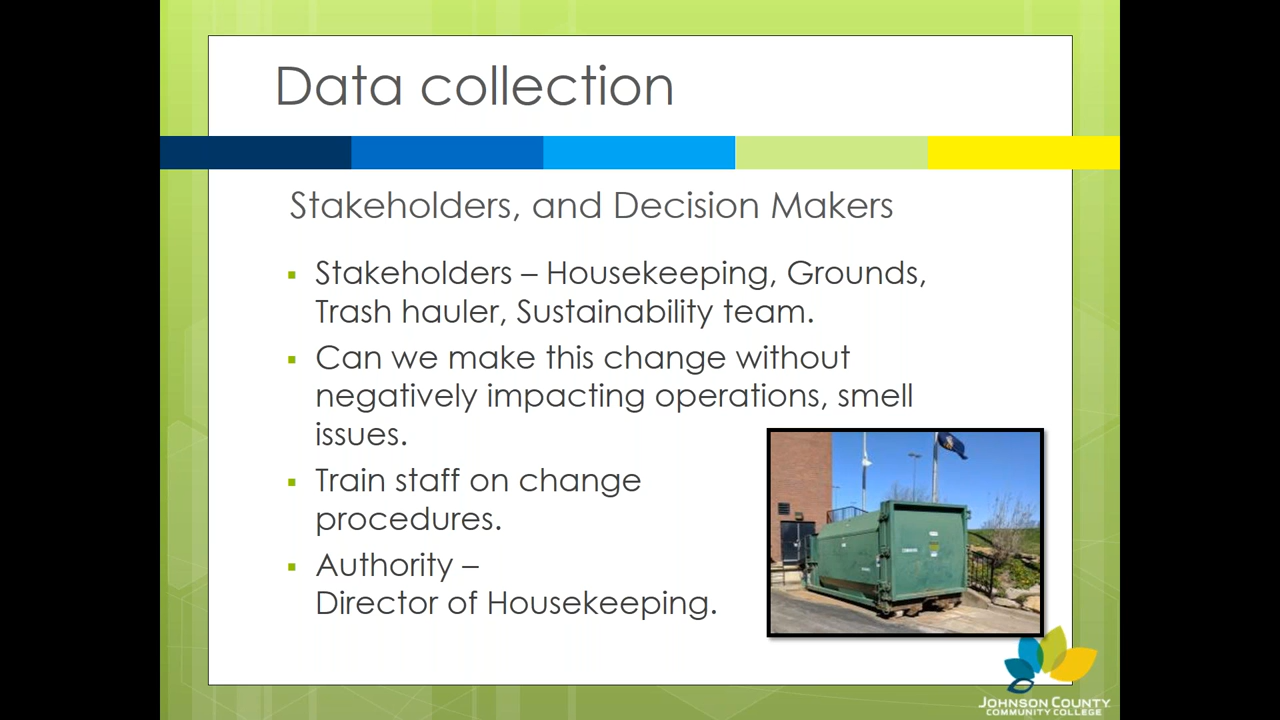 Data collection
Stakeholders, and Decision Makers
Stakeholders – Housekeeping, Grounds,
Trash hauler, Sustainability team.
Can we make this change without
negatively impacting operations, smell
issues.
Train staff on change
procedures.
Authority –
Director of Housekeeping.
JOHNSON COUNTY
COMMUNITY COLLEGE